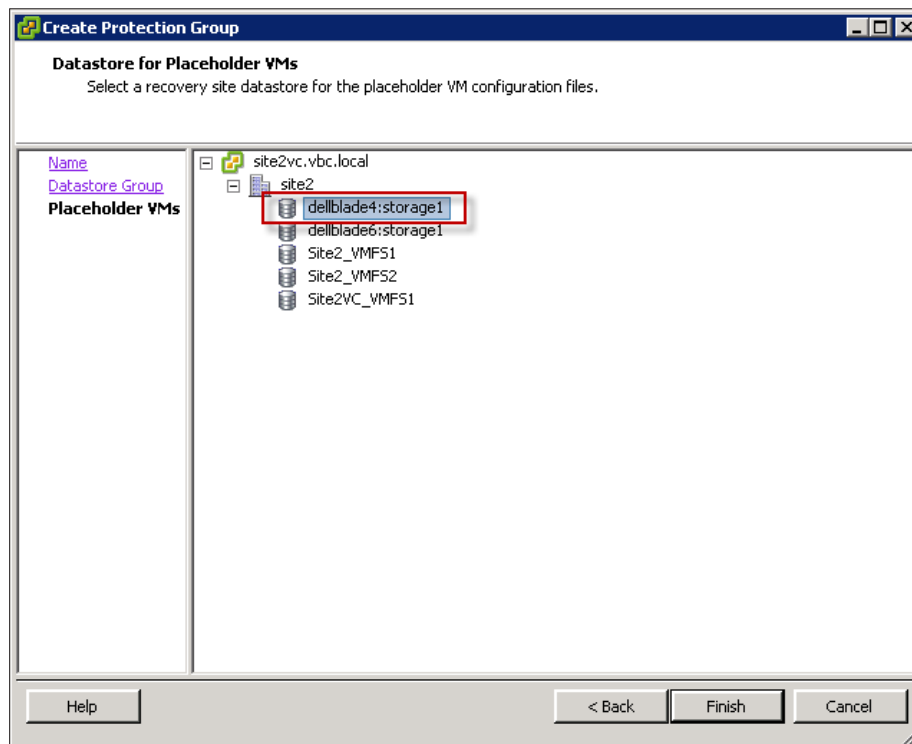 Create Protection Group
Datastore for Placeholder VMs
Select a recovery site datastore for the placeholder VM configuration files.
Name
Datastore Group
Placeholder VMs
site2vc.vbc.local
site2
dellblade4:storage1
dellblade6:storage1
Site2_VMFS1
Site2_VMFS2
Site2VC_VMFS1
Help
< Back
Finish
Cancel